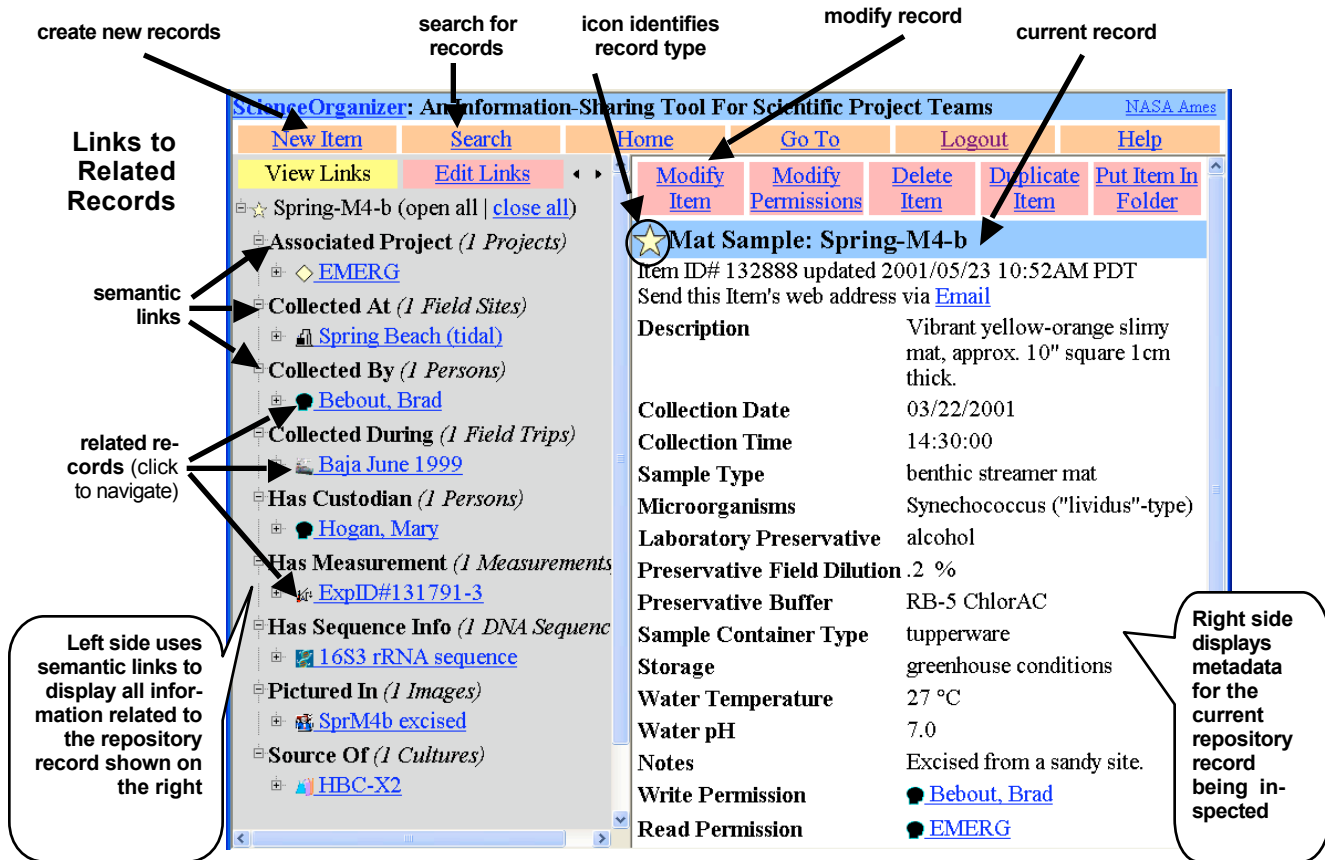 create new records
search for
records
icon identifies
record type
modify record
current record
ScienceOrganizer: An Information-Sharing Tool For Scientific Project Teams
NASA Ames
New Item
Search
Home
Go To
Logout
Help
Links to
Related
Records
View Links
Edit Links
Spring-M4-b (open all | close all)
Associated Project (1 Projects)
EMERG
Collected At (1 Field Sites)
Spring Beach (tidal)
Collected By (1 Persons)
Bebout, Brad
Collected During (1 Field Trips)
Baja June 1999
Has Custodian (1 Persons)
Hogan, Mary
Has Measurement (1 Measurements
ExpID#131791-3
Has Sequence Info (1 DNA Sequenc
16S3 rRNA sequence
Pictured In (1 Images)
SprM4b excised
Source Of (1 Cultures)
HBC-X2
semantic
links
related re-
cords (click
to navigate)
Left side uses
semantic links to
display all infor-
mation related to
the repository
record shown on
the right
Modify
Item
Modify
Permissions
Delete
Item
Duplicate
Item
Put Item In
Folder
Mat Sample: Spring-M4-b
Item ID# 132888 updated 2001/05/23 10:52AM PDT
Send this Item's web address via Email
Description Vibrant yellow-orange slimy
mat, approx. 10" square 1cm
thick.
Collection Date 03/22/2001
Collection Time 14:30:00
Sample Type benthic streamer mat
Microorganisms Synechococcus ("lividus"-type)
Laboratory Preservative alcohol
Preservative Field Dilution .2 %
Preservative Buffer RB-5 ChlorAC
Sample Container Type tupperware
Storage greenhouse conditions
Water Temperature 27 °C
Water pH 7.0
Notes Excised from a sandy site.
Write Permission Bebout, Brad
Read Permission EMERG
Right side
displays
metadata
for the
current
repository
record
being in-
spected